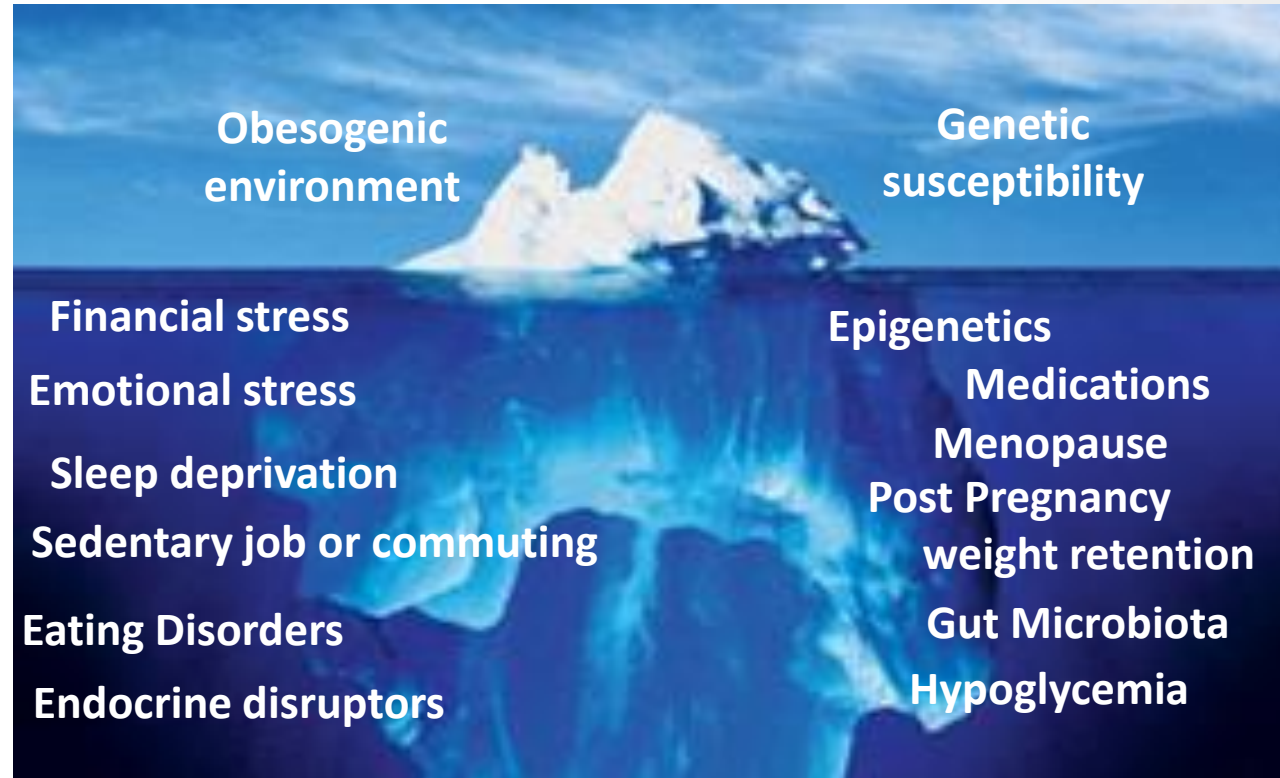 Obesogenic
environment
Genetic
susceptibility
Financial stress
Emotional stress
Sleep deprivation
Sedentary job or commuting
Eating Disorders
Endocrine disruptors
Epigenetics
Medications
Menopause
Post Pregnancy
weight retention
Gut Microbiota
Hypoglycemia